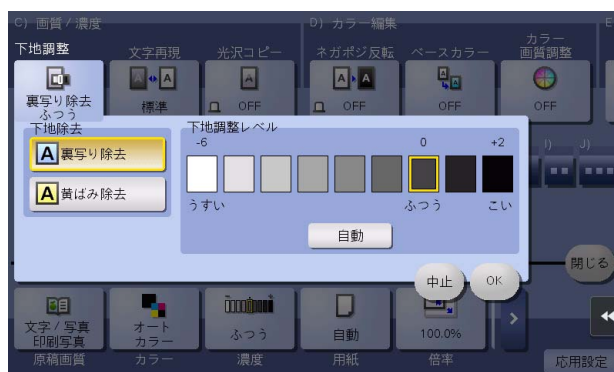 C) 画質 / 濃度
D) カラー編集
E
下地調整
文字再現
光沢コピー
ネガポジ反転
ベースカラー
カラー
画質調整
裏写り除去
ふつう
標準
OFF
OFF
OFF
OFF
下地除去
A 裏写り除去
A 黄ばみ除去
下地調整レベル
-6
0
+2
うすい
ふつう
こい
自動
I)
J)
中止
OK
閉じる
文字 / 写真
印刷写真
オート
カラー
ふつう
自動
100.0%
原稿画質
カラー
濃度
用紙
倍率
応用設定